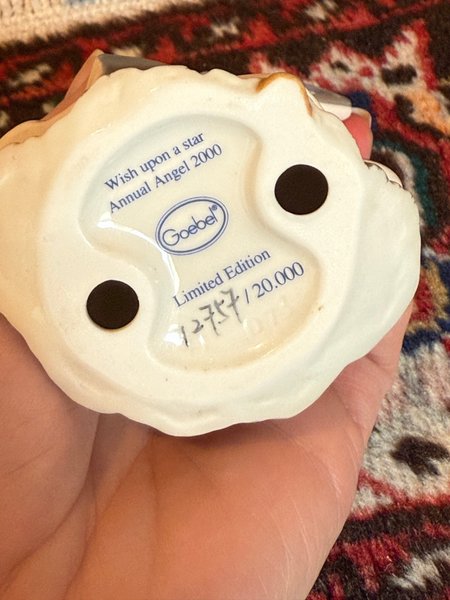 Wish upon a star
Annual Angel 2000
Goebel®
Limited Edition
12757/20.000